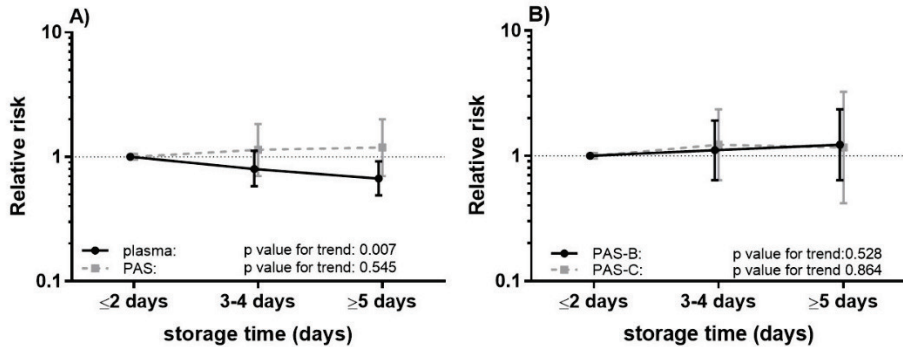 A)
10
1
0.1
Relative risk
plasma: p value for trend: 0.007
PAS: p value for trend: 0.545
≤2 days 3-4 days ≥5 days
storage time (days)
B)
10
1
0.1
Relative risk
PAS-B: p value for trend:0.528
PAS-C: p value for trend 0.864
≤2 days 3-4 days ≥5 days
storage time (days)